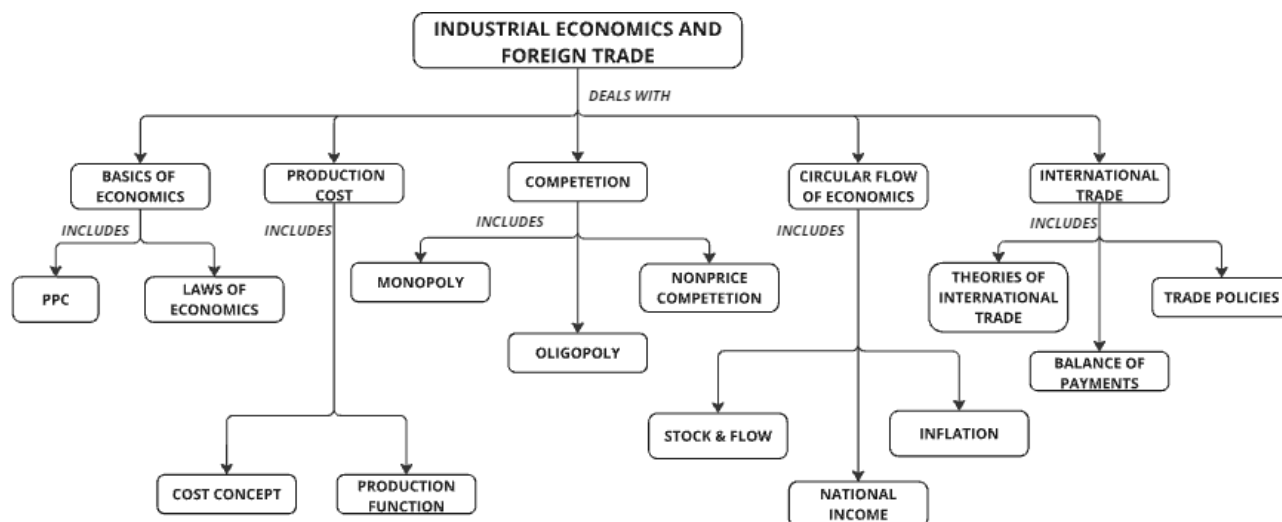 INDUSTRIAL ECONOMICS AND
FOREIGN TRADE
DEALS WITH
BASICS OF
ECONOMICS
PRODUCTION
COST
COMPETETION
CIRCULAR FLOW
OF ECONOMICS
INTERNATIONAL
TRADE
INCLUDES
INCLUDES
INCLUDES
INCLUDES
INCLUDES
PPC
LAWS OF
ECONOMICS
MONOPOLY
NONPRICE
COMPETETION
OLIGOPOLY
THEORIES OF
INTERNATIONAL
TRADE
TRADE POLICIES
BALANCE OF
PAYMENTS
STOCK & FLOW
INFLATION
COST CONCEPT
PRODUCTION
FUNCTION
NATIONAL
INCOME